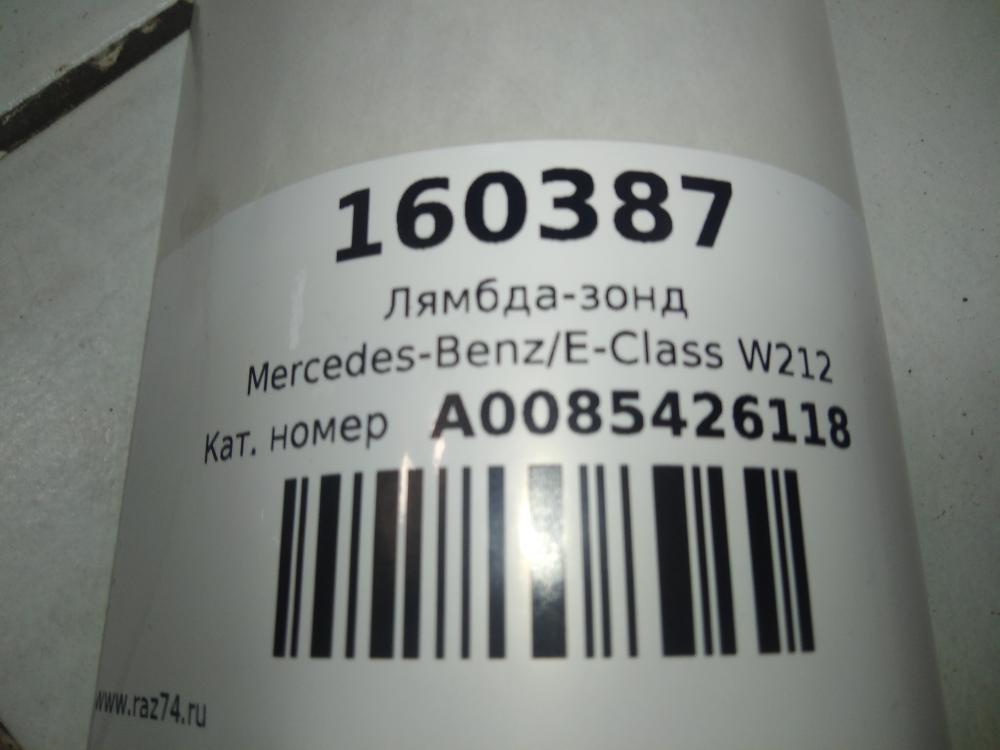 160387
Лямбда-зонд
Mercedes-Benz/E-Class W212
Кат. номер A0085426118
www.raz74.ru